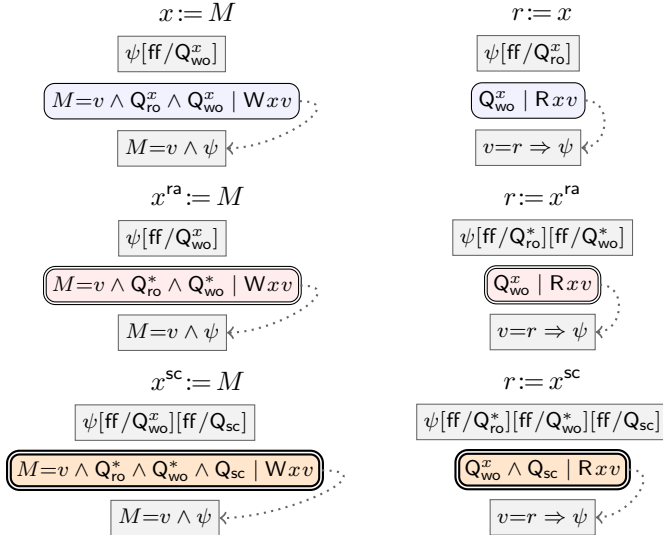 x := M
ψ[ff/Q^x_wo]
M=v ∧ Q^x_ro ∧ Q^x_wo | W x v
M=v ∧ ψ
r := x
ψ[ff/Q^x_ro]
Q^x_wo | R x v
v=r ⇒ ψ
x^ra := M
ψ[ff/Q^x_wo]
M=v ∧ Q^*_ro ∧ Q^*_wo | W x v
M=v ∧ ψ
r := x^ra
ψ[ff/Q^*_ro][ff/Q^*_wo]
Q^x_wo | R x v
v=r ⇒ ψ
x^sc := M
ψ[ff/Q^x_wo][ff/Q_sc]
M=v ∧ Q^*_ro ∧ Q^*_wo ∧ Q_sc | W x v
M=v ∧ ψ
r := x^sc
ψ[ff/Q^*_ro][ff/Q^*_wo][ff/Q_sc]
Q^x_wo ∧ Q_sc | R x v
v=r ⇒ ψ